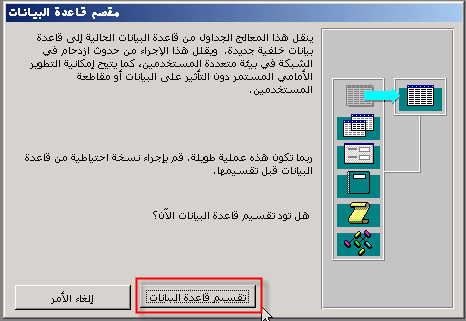 مقسم قاعدة البيانات
ينقل هذا المعالج الجداول من قاعدة البيانات الحالية إلى قاعدة
بيانات خلفية جديدة. ويقلل هذا الإجراء من حدوث ازدحام في
الشبكة في بيئة متعددة المستخدمين، كما يتيح إمكانية التطوير
الأمامي المستمر دون التأثير على البيانات أو مقاطعة
المستخدمين.
ربما تكون هذه عملية طويلة. قم بإجراء نسخة احتياطية من قاعدة
البيانات قبل تقسيمها.
هل تود تقسيم قاعدة البيانات الآن؟
تقسيم قاعدة البيانات
إلغاء الأمر